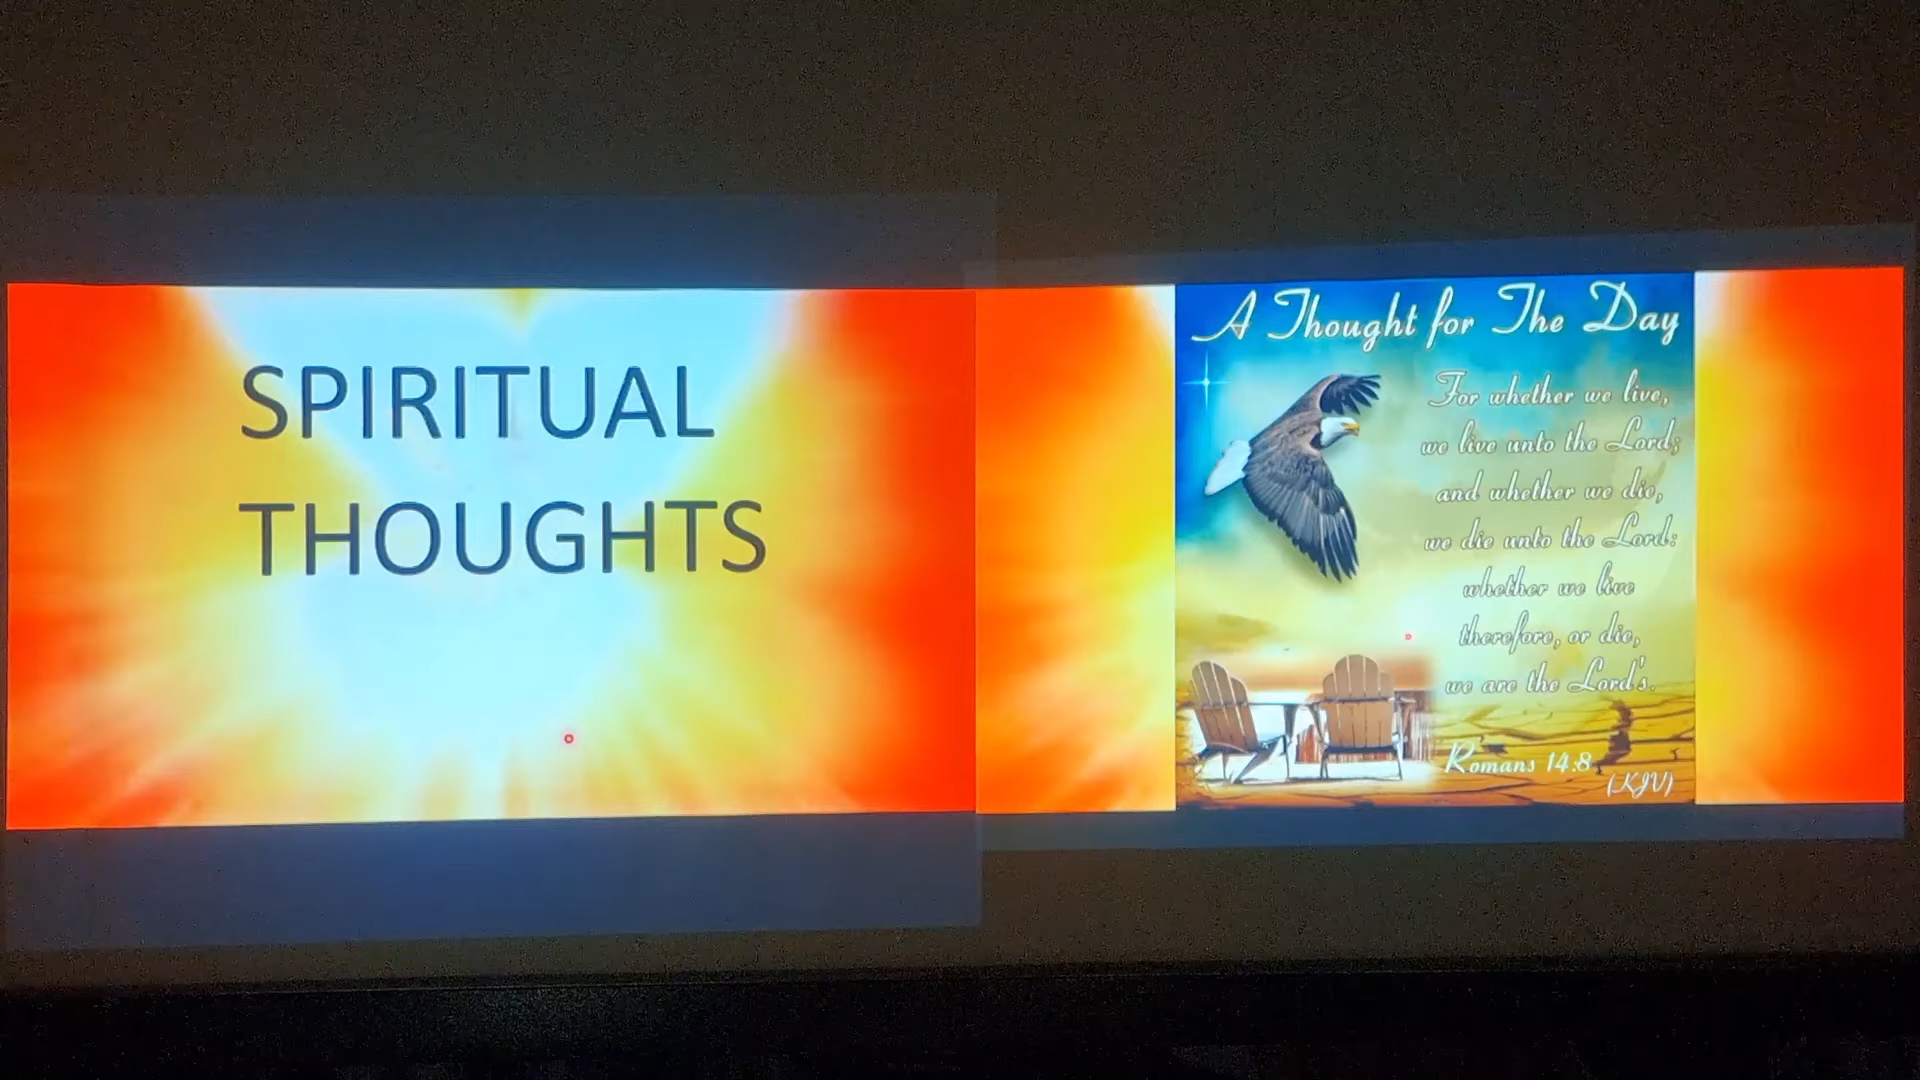 SPIRITUAL
THOUGHTS
A Thought for The Day
For whether we live,
we live unto the Lord;
and whether we die,
we die unto the Lord:
whether we live
therefore, or die,
we are the Lord's.
Romans 14:8
(KJV)